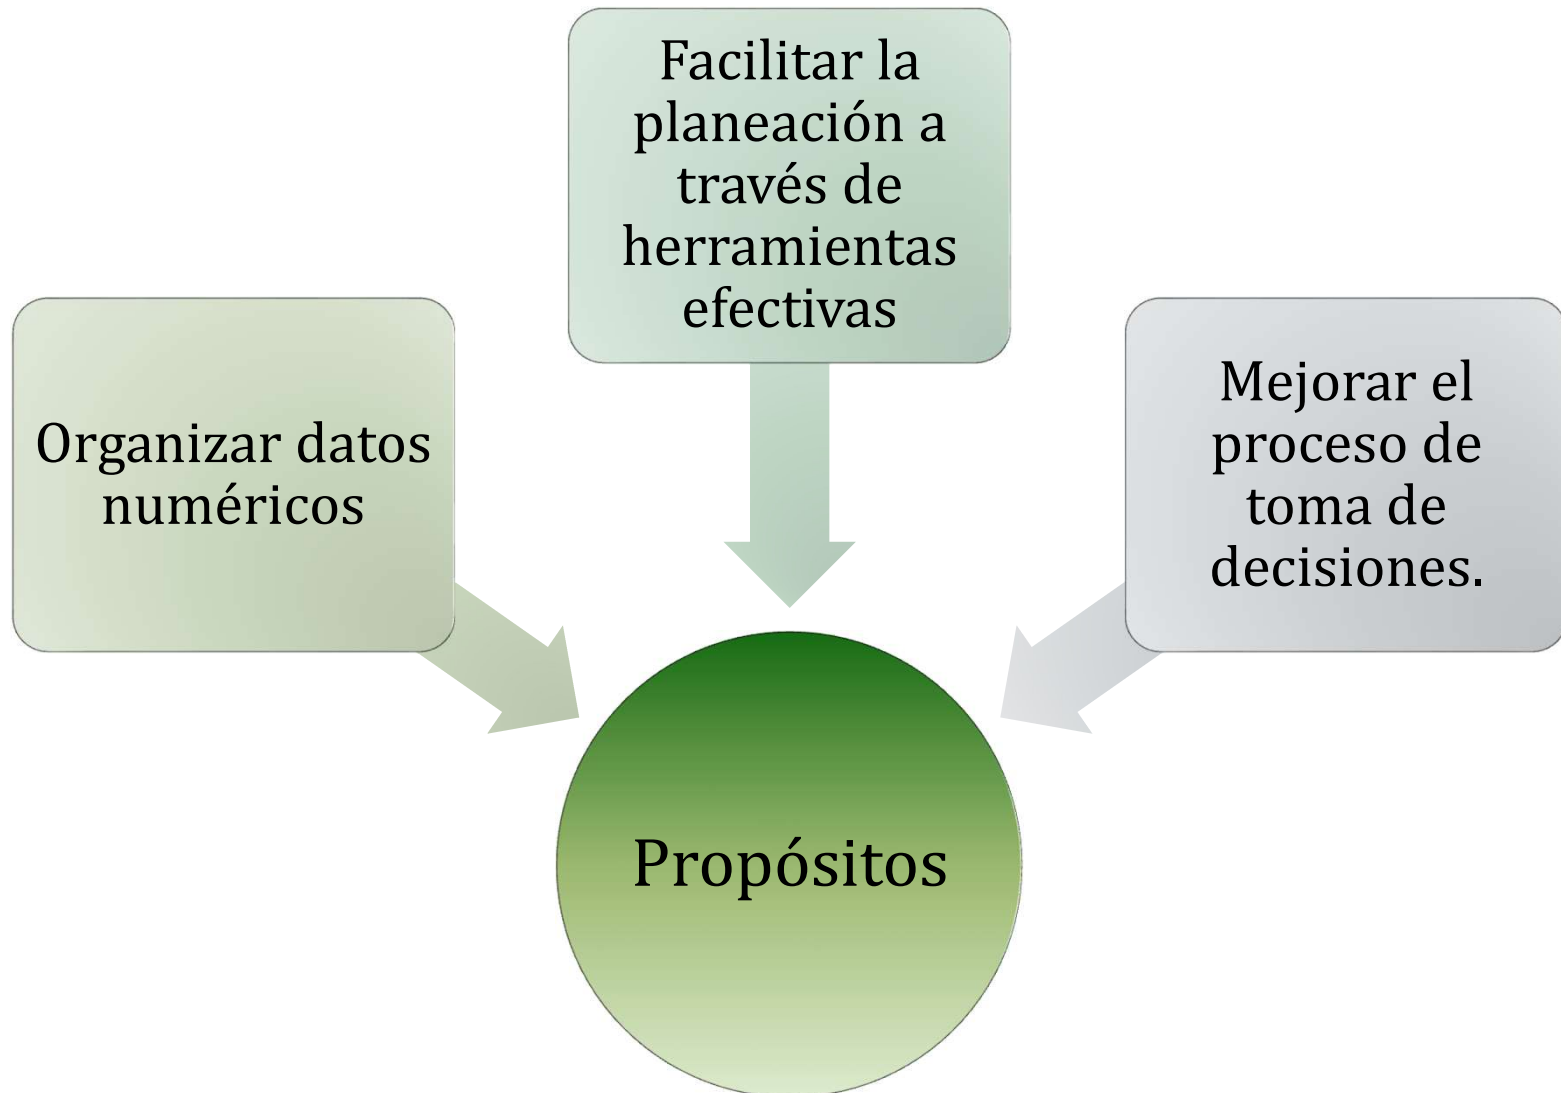 Facilitar la
planeación a
través de
herramientas
efectivas
Organizar datos
numéricos
Mejorar el
proceso de
toma de
decisiones.
Propósitos